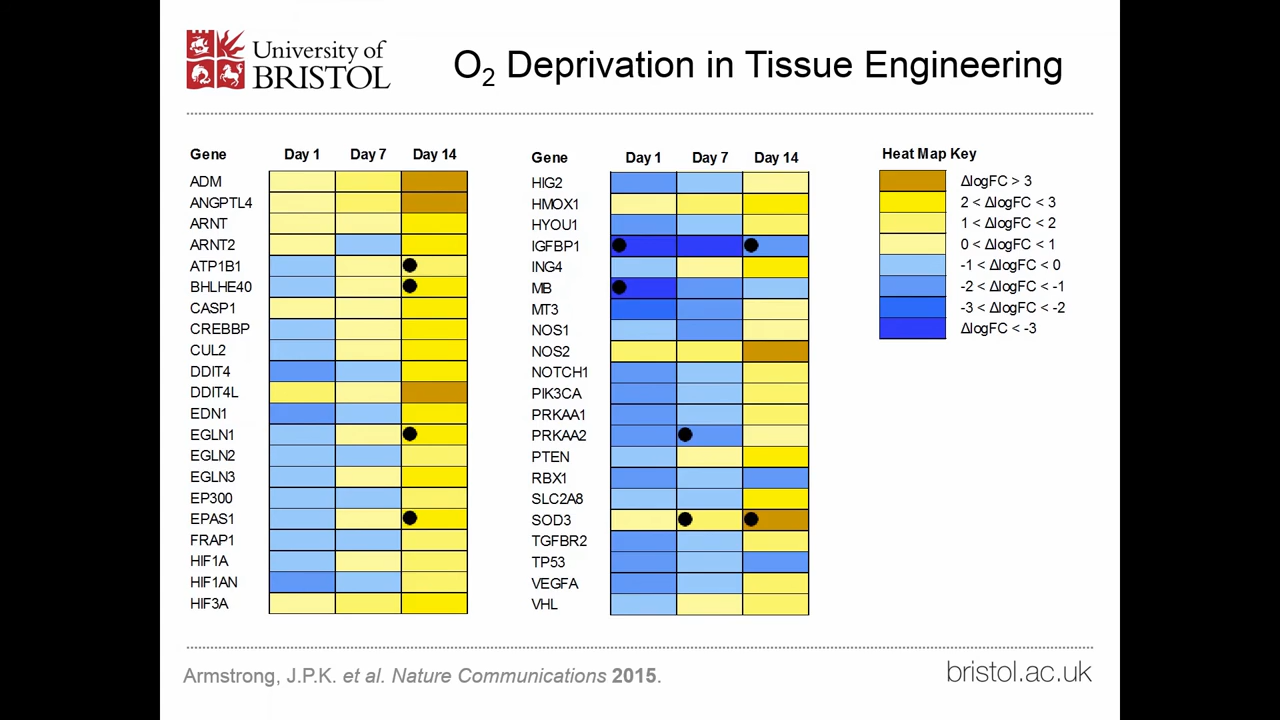 University of
BRISTOL
O2 Deprivation in Tissue Engineering
Gene Day 1 Day 7 Day 14
ADM
ANGPTL4
ARNT
ARNT2
ATP1B1
BHLHE40
CASP1
CREBBP
CUL2
DDIT4
DDIT4L
EDN1
EGLN1
EGLN2
EGLN3
EP300
EPAS1
FRAP1
HIF1A
HIF1AN
HIF3A
Gene Day 1 Day 7 Day 14
HIG2
HMOX1
HYOU1
IGFBP1
ING4
MB
MT3
NOS1
NOS2
NOTCH1
PIK3CA
PRKAA1
PRKAA2
PTEN
RBX1
SLC2A8
SOD3
TGFBR2
TP53
VEGFA
VHL
Heat Map Key
ΔlogFC > 3
2 < ΔlogFC < 3
1 < ΔlogFC < 2
0 < ΔlogFC < 1
-1 < ΔlogFC < 0
-2 < ΔlogFC < -1
-3 < ΔlogFC < -2
ΔlogFC < -3
Armstrong, J.P.K. et al. Nature Communications 2015.
bristol.ac.uk